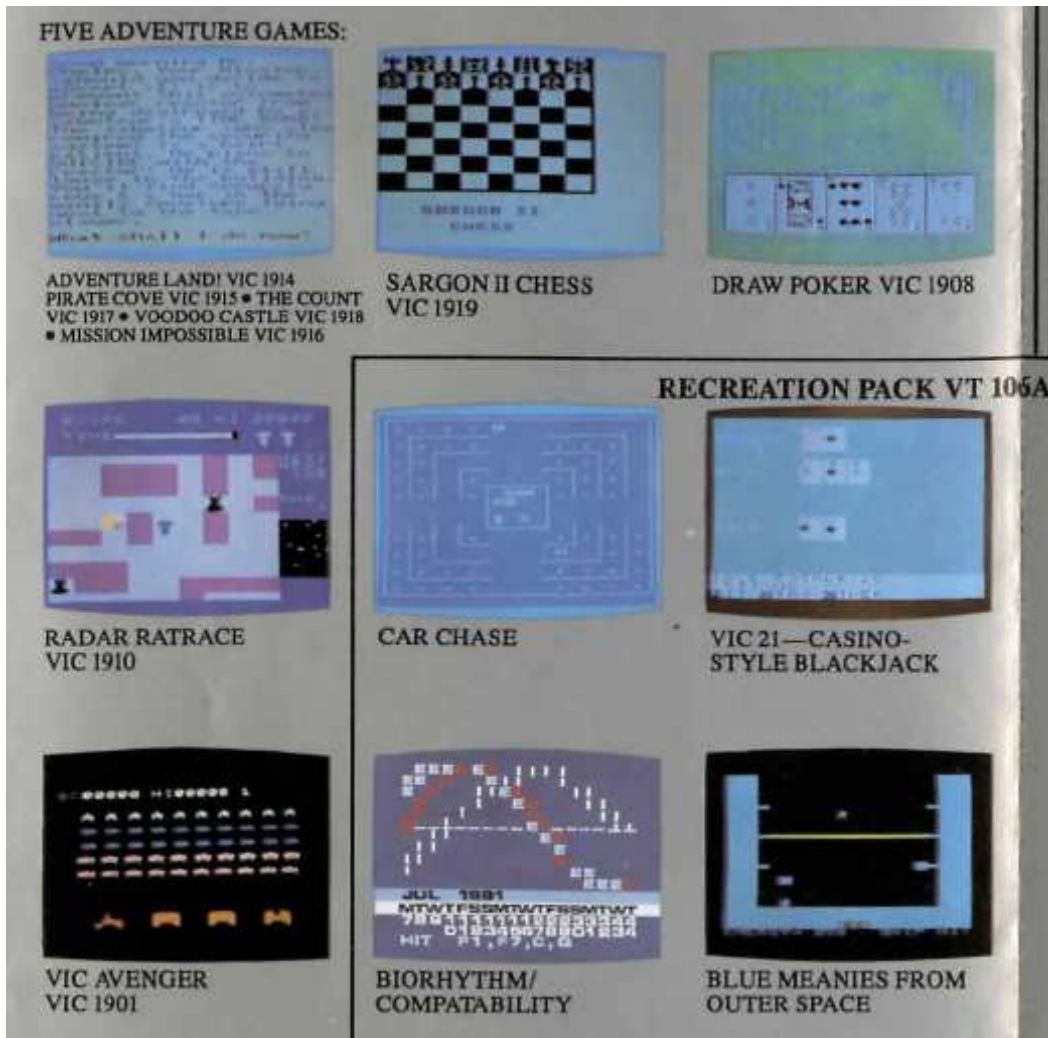 FIVE ADVENTURE GAMES:
ADVENTURE LAND! VIC 1914
PIRATE COVE VIC 1915 ● THE COUNT
VIC 1917 ● VOODOO CASTLE VIC 1918
● MISSION IMPOSSIBLE VIC 1916
SARGON II CHESS
VIC 1919
DRAW POKER VIC 1908
RECREATION PACK VT 106A
RADAR RATRACE
VIC 1910
CAR CHASE
VIC 21—CASINO-
STYLE BLACKJACK
VIC AVENGER
VIC 1901
JUL 1981
MTWTFSSMTWTFSSMTWT
HIT F1,F7,C,Q
BIORHYTHM/
COMPATABILITY
BLUE MEANIES FROM
OUTER SPACE